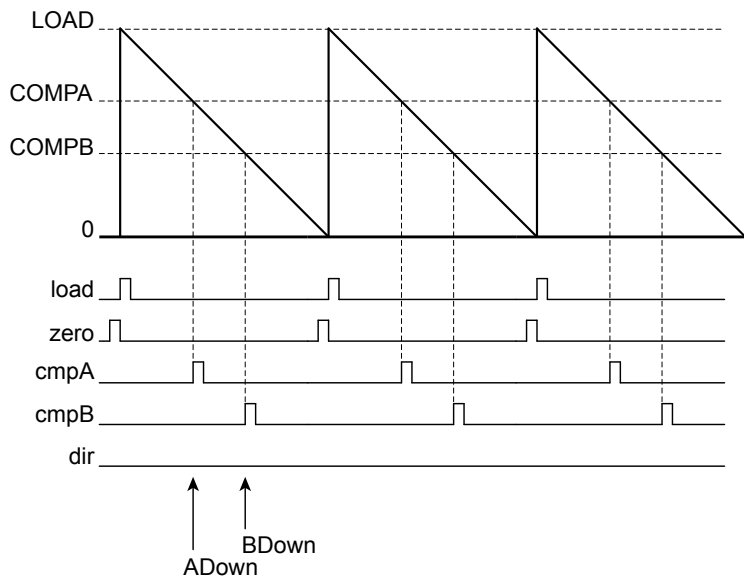 LOAD
COMPA
COMPB
0
load
zero
cmpA
cmpB
dir
BDown
ADown